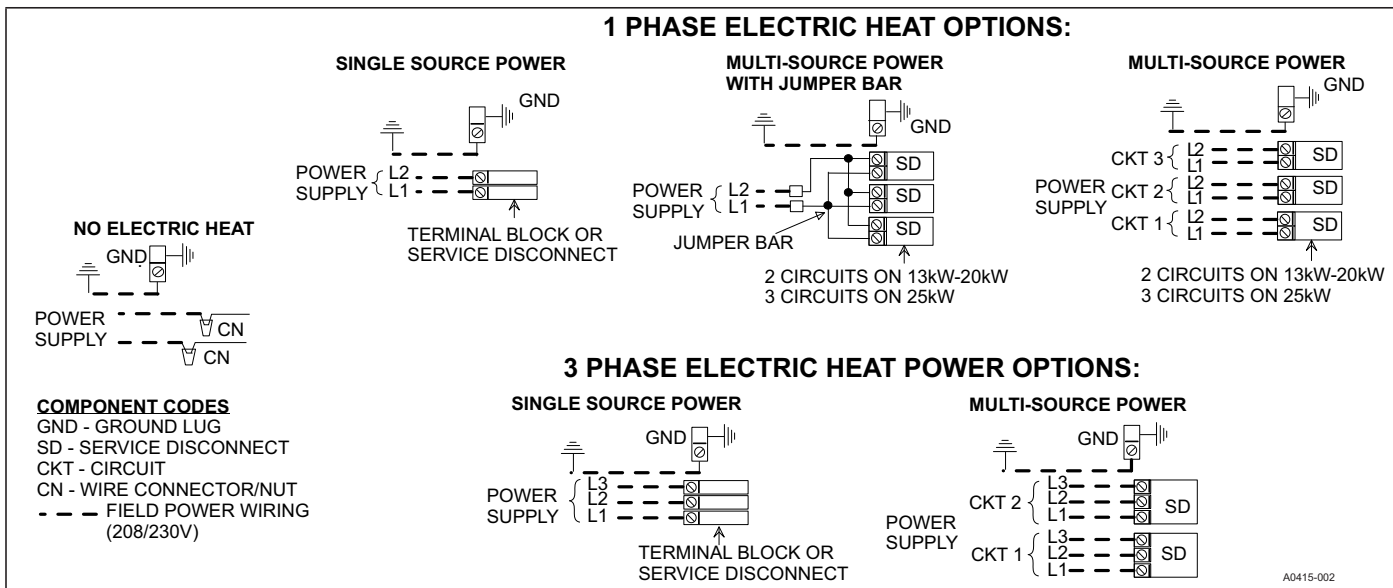 1 PHASE ELECTRIC HEAT OPTIONS:
SINGLE SOURCE POWER
GND
POWER
SUPPLY
L2
L1
TERMINAL BLOCK OR
SERVICE DISCONNECT
MULTI-SOURCE POWER
WITH JUMPER BAR
GND
POWER
SUPPLY
L2
L1
JUMPER BAR
SD
SD
SD
2 CIRCUITS ON 13kW-20kW
3 CIRCUITS ON 25kW
MULTI-SOURCE POWER
GND
POWER
SUPPLY
CKT 3
L2
L1
SD
CKT 2
L2
L1
SD
CKT 1
L2
L1
SD
2 CIRCUITS ON 13kW-20kW
3 CIRCUITS ON 25kW
NO ELECTRIC HEAT
GND
POWER
SUPPLY
CN
CN
COMPONENT CODES
GND - GROUND LUG
SD - SERVICE DISCONNECT
CKT - CIRCUIT
CN - WIRE CONNECTOR/NUT
FIELD POWER WIRING
(208/230V)
3 PHASE ELECTRIC HEAT POWER OPTIONS:
SINGLE SOURCE POWER
GND
POWER
SUPPLY
L3
L2
L1
TERMINAL BLOCK OR
SERVICE DISCONNECT
MULTI-SOURCE POWER
GND
POWER
SUPPLY
CKT 2
L3
L2
L1
SD
CKT 1
L3
L2
L1
SD
A0415-002